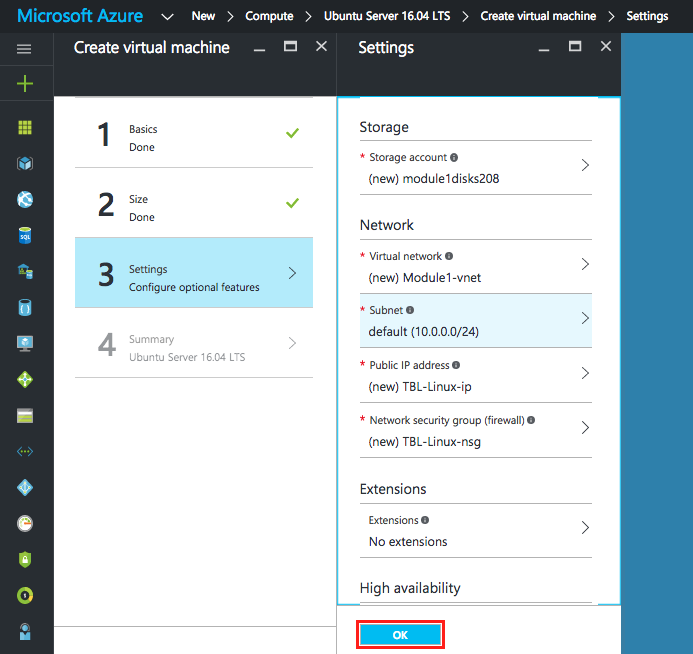 Microsoft Azure New > Compute > Ubuntu Server 16.04 LTS > Create virtual machine > Settings
Create virtual machine
1 Basics
Done
2 Size
Done
3 Settings
Configure optional features
4 Summary
Ubuntu Server 16.04 LTS
Settings
Storage
* Storage account
(new) module1disks208
Network
* Virtual network
(new) Module1-vnet
* Subnet
default (10.0.0.0/24)
* Public IP address
(new) TBL-Linux-ip
* Network security group (firewall)
(new) TBL-Linux-nsg
Extensions
Extensions
No extensions
High availability
OK
SQL